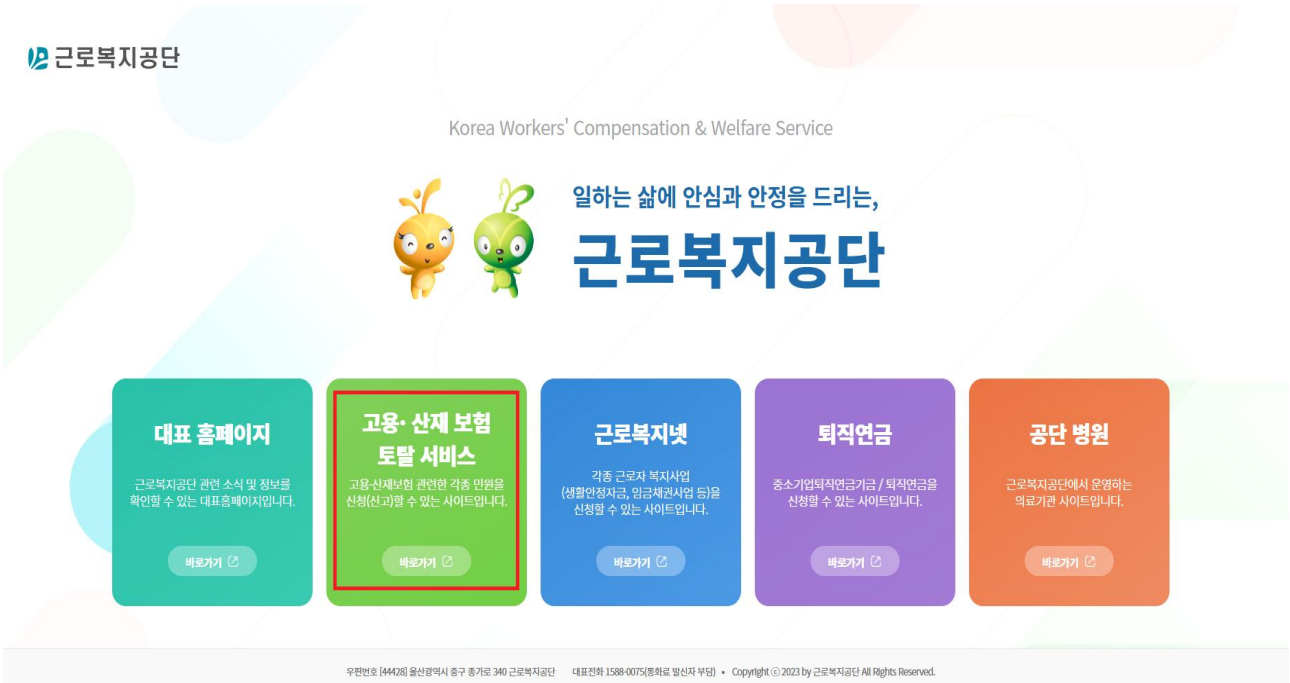 근로복지공단
Korea Workers' Compensation & Welfare Service
일하는 삶에 안심과 안정을 드리는,
근로복지공단
대표 홈페이지
근로복지공단 관련 소식 및 정보를
확인할 수 있는 대표홈페이지입니다.
바로가기
고용· 산재 보험
토탈 서비스
고용·산재보험 관련한 각종 민원을
신청(신고)할 수 있는 사이트입니다.
바로가기
근로복지넷
각종 근로자 복지사업
(생활안정자금, 임금채권사업 등)을
신청할 수 있는 사이트입니다.
바로가기
퇴직연금
중소기업퇴직연금기금 / 퇴직연금을
신청할 수 있는 사이트입니다.
바로가기
공단 병원
근로복지공단에서 운영하는
의료기관 사이트입니다.
바로가기
우편번호 [44428] 울산광역시 중구 종가로 340 근로복지공단 대표전화 1588-0075(통화료 발신자 부담) • Copyright ⓒ 2023 by 근로복지공단 All Rights Reserved.